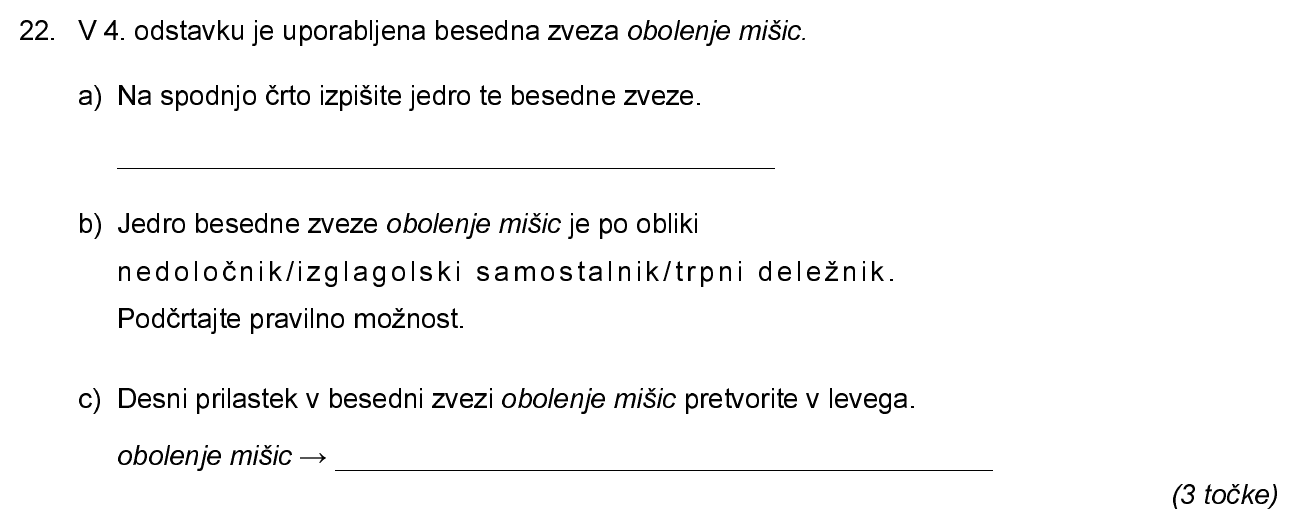 22. V 4. odstavku je uporabljena besedna zveza obolenje mišic.
a) Na spodnjo črto izpišite jedro te besedne zveze.
b) Jedro besedne zveze obolenje mišic je po obliki
nedoločnik/izglagolski samostalnik/trpni deležnik.
Podčrtajte pravilno možnost.
c) Desni prilastek v besedni zvezi obolenje mišic pretvorite v levega.
obolenje mišic →
(3 točke)